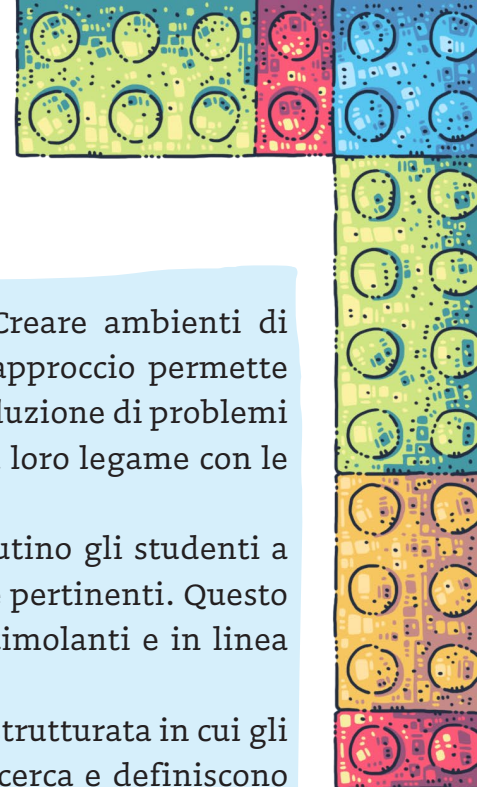 Creare ambienti di
approccio permette
luzione di problemi
loro legame con le
utino gli studenti a
pertinenti. Questo
imolanti e in linea
trutturata in cui gli
cerca e definiscono